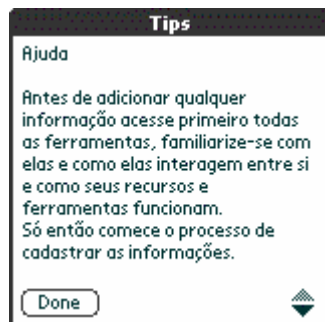 Tips
Ajuda
Antes de adicionar qualquer
informação acesse primeiro todas
as ferramentas, familiarize-se com
elas e como elas interagem entre si
e como seus recursos e
ferramentas funcionam.
Só então comece o processo de
cadastrar as informações.
Done